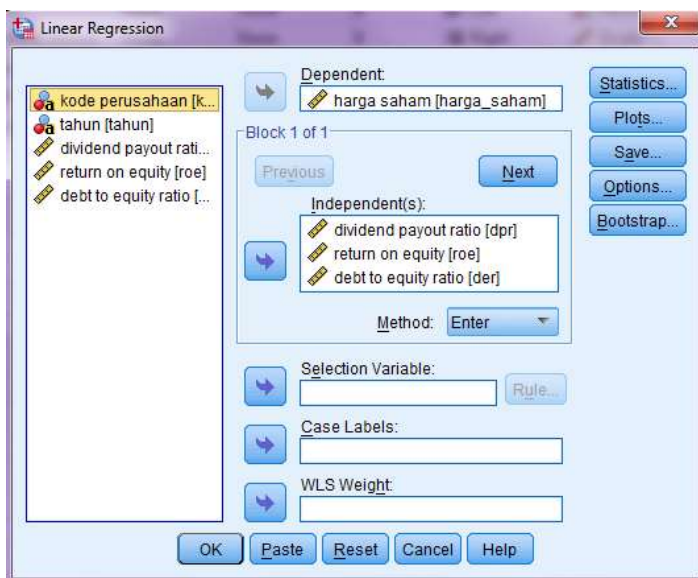 Linear Regression
kode perusahaan [k...
tahun [tahun]
dividend payout rati...
return on equity [roe]
debt to equity ratio [...
Dependent:
harga saham [harga_saham]
Block 1 of 1
Previous
Next
Independent(s):
dividend payout ratio [dpr]
return on equity [roe]
debt to equity ratio [der]
Method: Enter
Selection Variable:
Rule...
Case Labels:
WLS Weight:
Statistics...
Plots...
Save...
Options...
Bootstrap...
OK Paste Reset Cancel Help